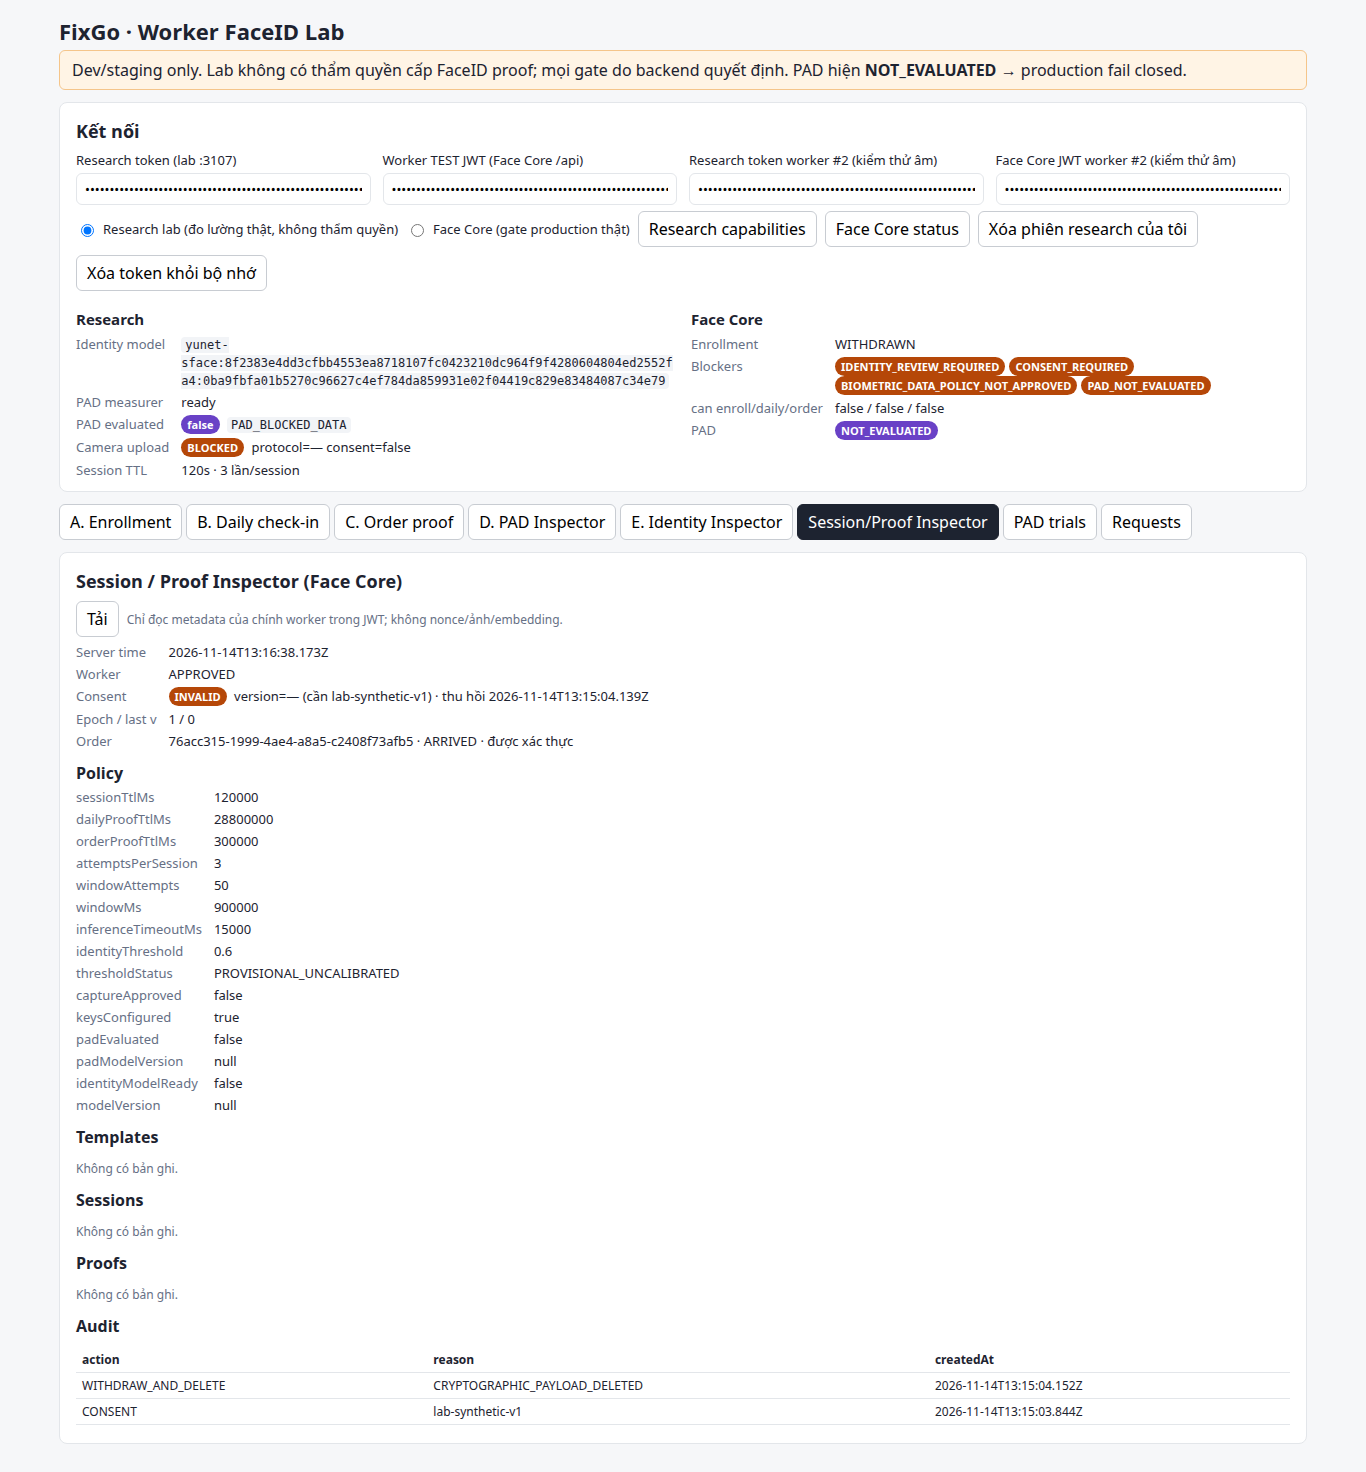 FixGo · Worker FaceID Lab
Dev/staging only. Lab không có thẩm quyền cấp FaceID proof; mọi gate do backend quyết định. PAD hiện NOT_EVALUATED → production fail closed.
Kết nối
Research token (lab :3107)
Worker TEST JWT (Face Core /api)
Research token worker #2 (kiểm thử âm)
Face Core JWT worker #2 (kiểm thử âm)
Research lab (đo lường thật, không thẩm quyền)
Face Core (gate production thật)
Research capabilities
Face Core status
Xóa phiên research của tôi
Xóa token khỏi bộ nhớ
Research
Identity model yunet-
sface:8f2383e4dd3cfbb4553ea8718107fc0423210dc964f9f4280604804ed2552f
a4:0ba9fbfa01b5270c96627c4ef784da859931e02f04419c829e83484087c34e79
PAD measurer ready
PAD evaluated false PAD_BLOCKED_DATA
Camera upload BLOCKED protocol=— consent=false
Session TTL 120s · 3 lần/session
Face Core
Enrollment WITHDRAWN
Blockers IDENTITY_REVIEW_REQUIRED CONSENT_REQUIRED
BIOMETRIC_DATA_POLICY_NOT_APPROVED PAD_NOT_EVALUATED
can enroll/daily/order false / false / false
PAD NOT_EVALUATED
A. Enrollment
B. Daily check-in
C. Order proof
D. PAD Inspector
E. Identity Inspector
Session/Proof Inspector
PAD trials
Requests
Session / Proof Inspector (Face Core)
Tải Chỉ đọc metadata của chính worker trong JWT; không nonce/ảnh/embedding.
Server time 2026-11-14T13:16:38.173Z
Worker APPROVED
Consent INVALID version=— (cần lab-synthetic-v1) · thu hồi 2026-11-14T13:15:04.139Z
Epoch / last v 1 / 0
Order 76acc315-1999-4ae4-a8a5-c2408f73afb5 · ARRIVED · được xác thực
Policy
sessionTtlMs 120000
dailyProofTtlMs 28800000
orderProofTtlMs 300000
attemptsPerSession 3
windowAttempts 50
windowMs 900000
inferenceTimeoutMs 15000
identityThreshold 0.6
thresholdStatus PROVISIONAL_UNCALIBRATED
captureApproved false
keysConfigured true
padEvaluated false
padModelVersion null
identityModelReady false
modelVersion null
Templates
Không có bản ghi.
Sessions
Không có bản ghi.
Proofs
Không có bản ghi.
Audit
action reason createdAt
WITHDRAW_AND_DELETE CRYPTOGRAPHIC_PAYLOAD_DELETED 2026-11-14T13:15:04.152Z
CONSENT lab-synthetic-v1 2026-11-14T13:15:03.844Z